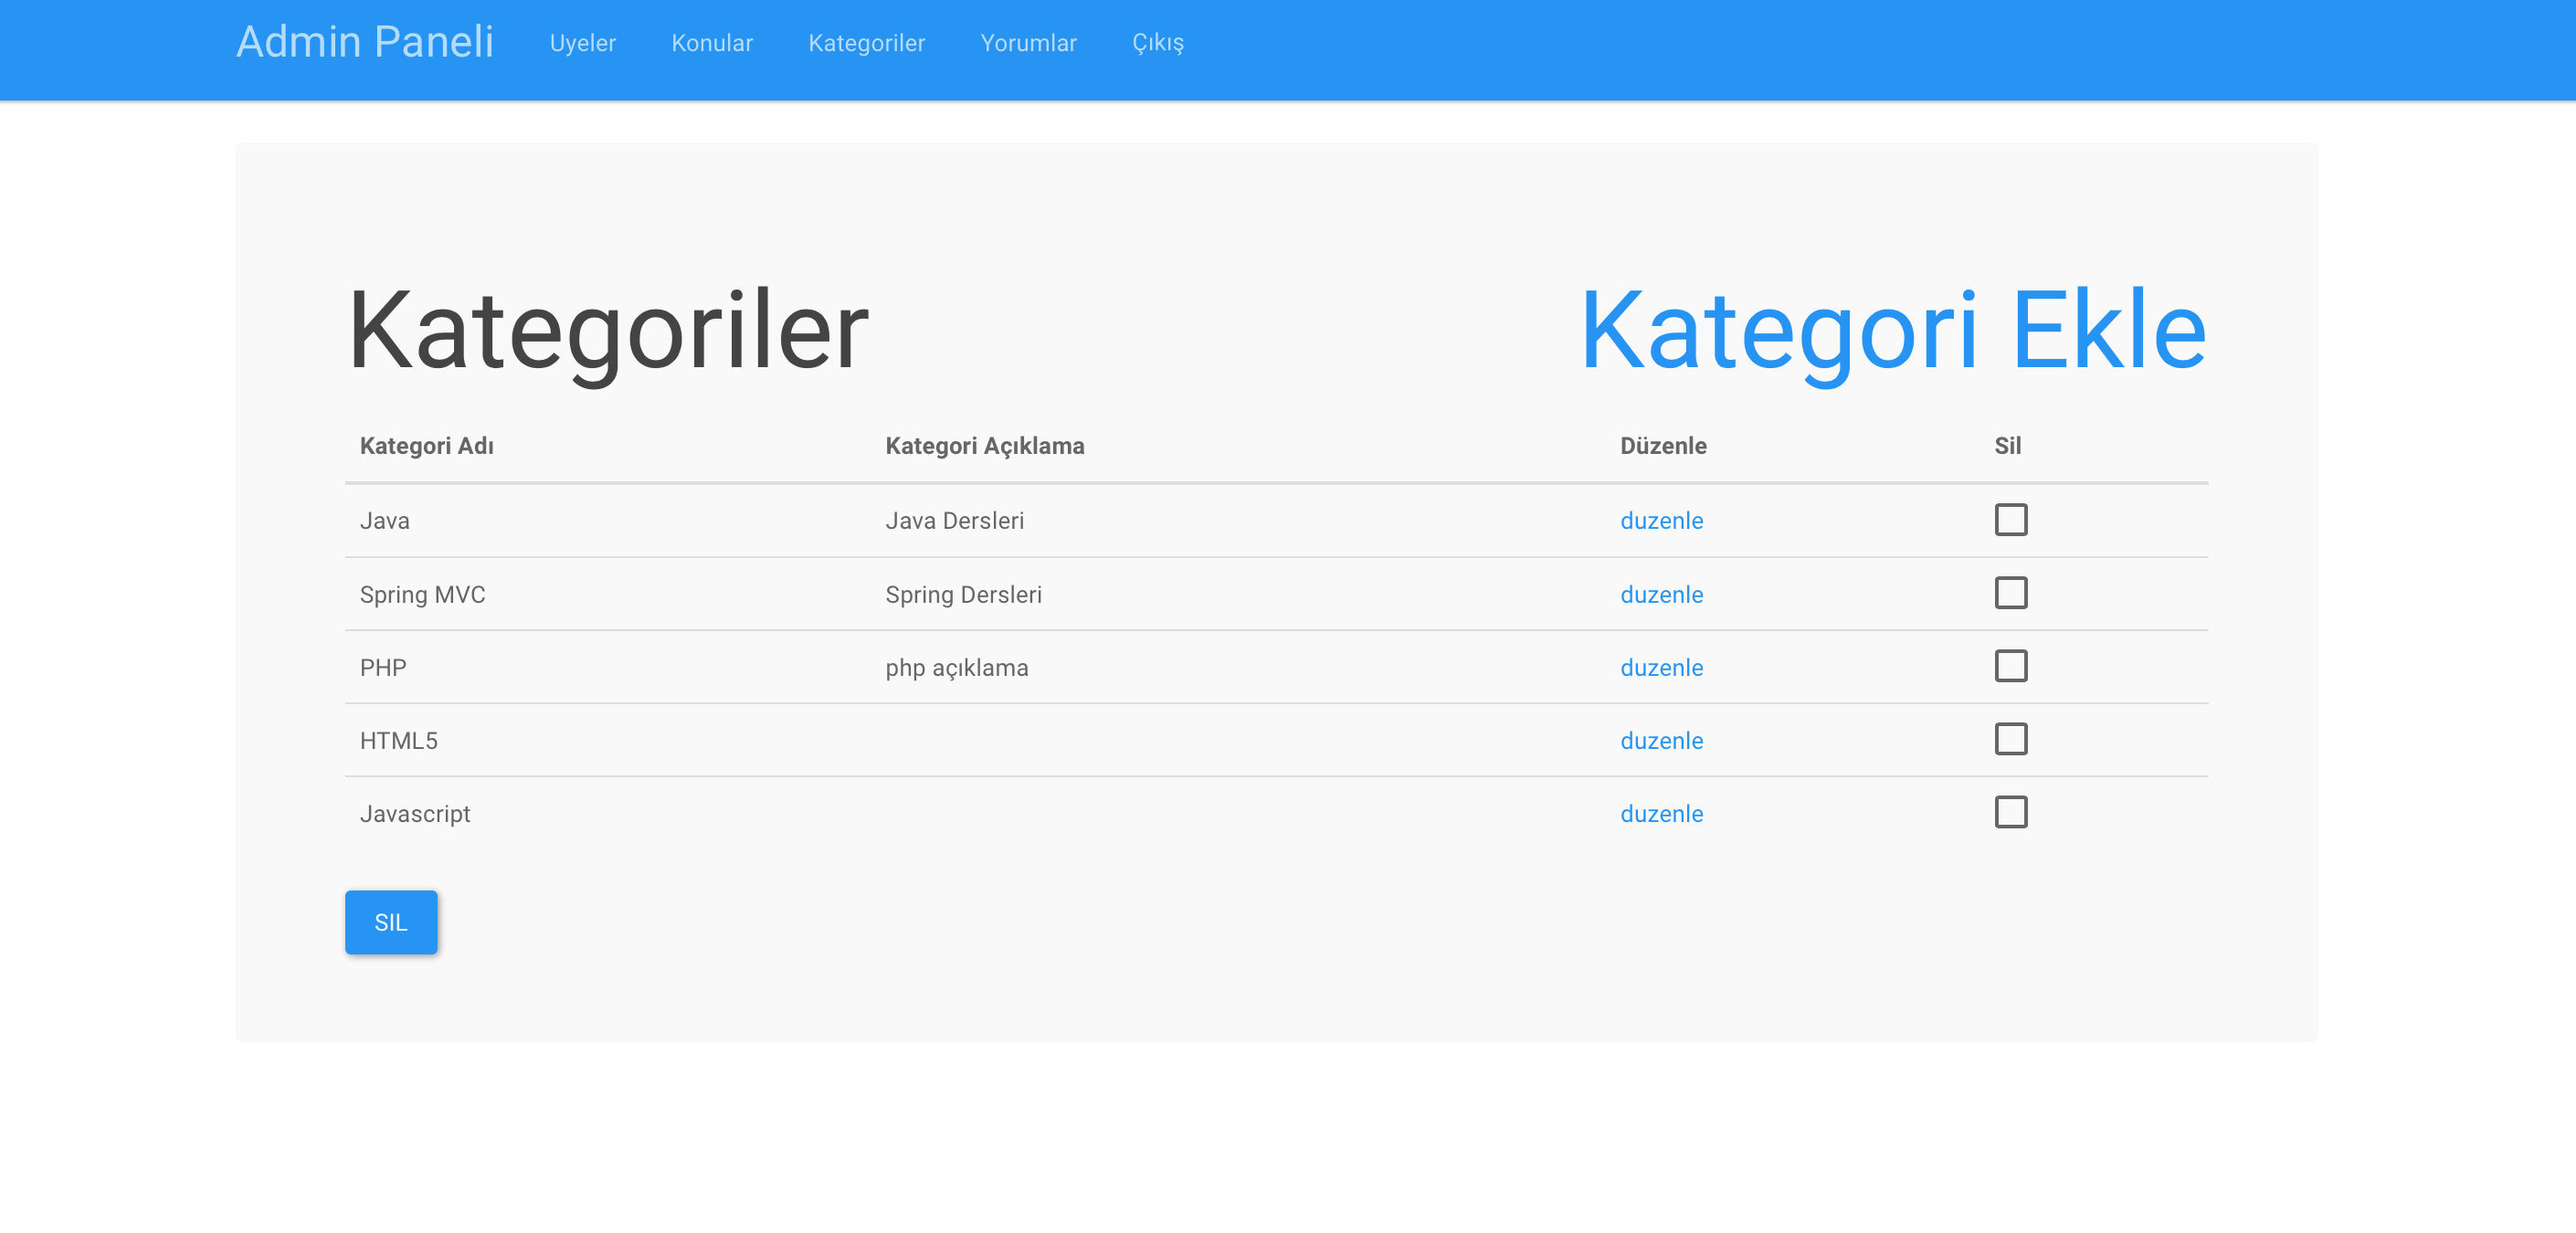 Admin Paneli Uyeler Konular Kategoriler Yorumlar Çıkış
Kategoriler Kategori Ekle
Kategori Adı Kategori Açıklama Düzenle Sil
Java Java Dersleri duzenle
Spring MVC Spring Dersleri duzenle
PHP php açıklama duzenle
HTML5 duzenle
Javascript duzenle
SIL